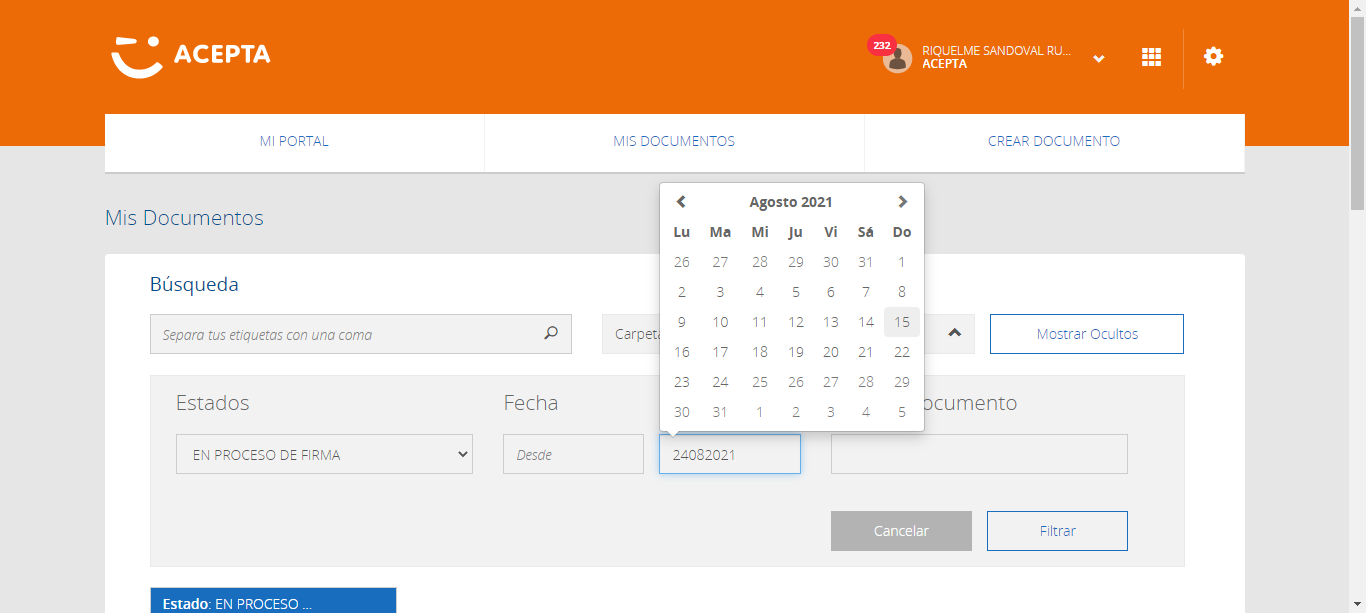 ACEPTA
232
RIQUELME SANDOVAL RU...
ACEPTA
MI PORTAL
MIS DOCUMENTOS
CREAR DOCUMENTO
Mis Documentos
Agosto 2021
Lu Ma Mi Ju Vi Sá Do
26 27 28 29 30 31 1
2 3 4 5 6 7 8
9 10 11 12 13 14 15
16 17 18 19 20 21 22
23 24 25 26 27 28 29
30 31 1 2 3 4 5
Búsqueda
Separa tus etiquetas con una coma
Carpeta
Mostrar Ocultos
Estados
Fecha
ocumento
EN PROCESO DE FIRMA
Desde
24082021
Cancelar
Filtrar
Estado: EN PROCESO ...